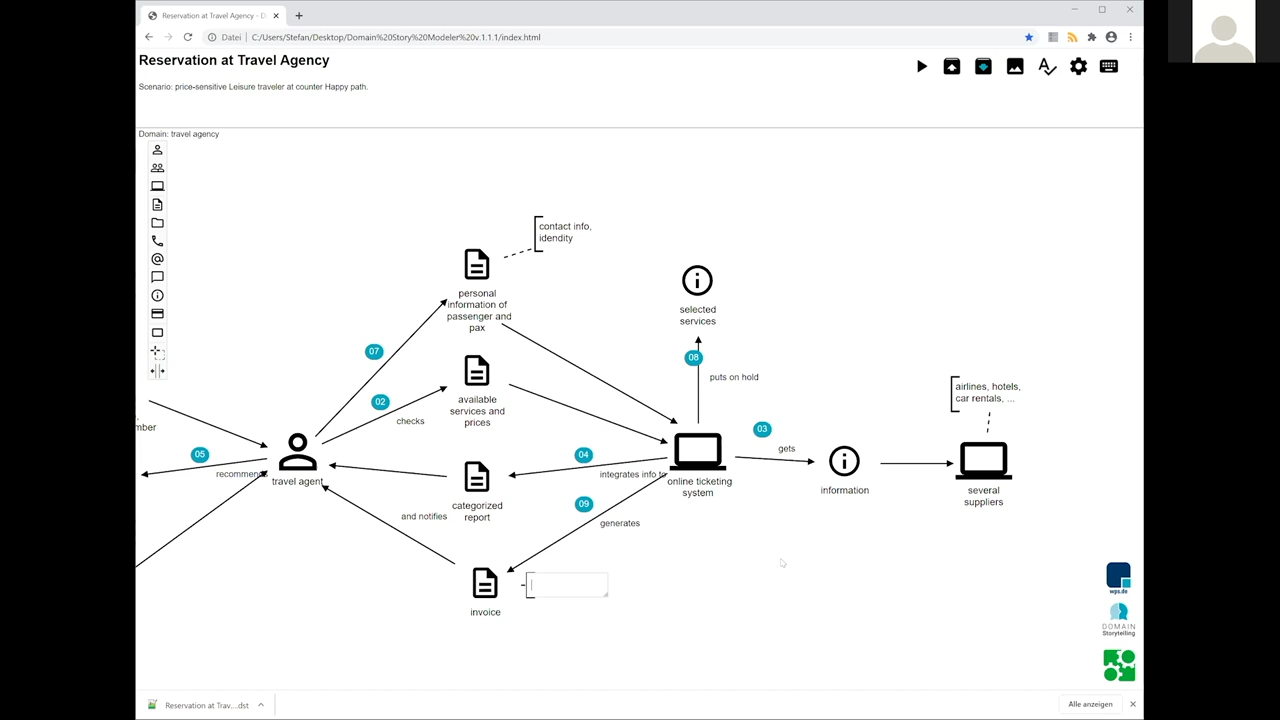 Reservation at Travel Agency - D
Datei
C:/Users/Stefan/Desktop/Domain%20Story%20Modeler%20v.1.1.1/index.html
Reservation at Travel Agency
Scenario: price-sensitive Leisure traveler at counter Happy path.
Domain: travel agency
contact info,
idendity
personal
information of
passenger and
pax
selected
services
07
08
puts on hold
02
checks
available
services and
prices
airlines, hotels,
car rentals, ...
mber
03
gets
05
recommend
travel agent
04
integrates info to
online ticketing
system
information
several
suppliers
categorized
report
09
and notifies
generates
invoice
wps.de
DOMAIN
Storytelling
Reservation at Trav....dst
Alle anzeigen